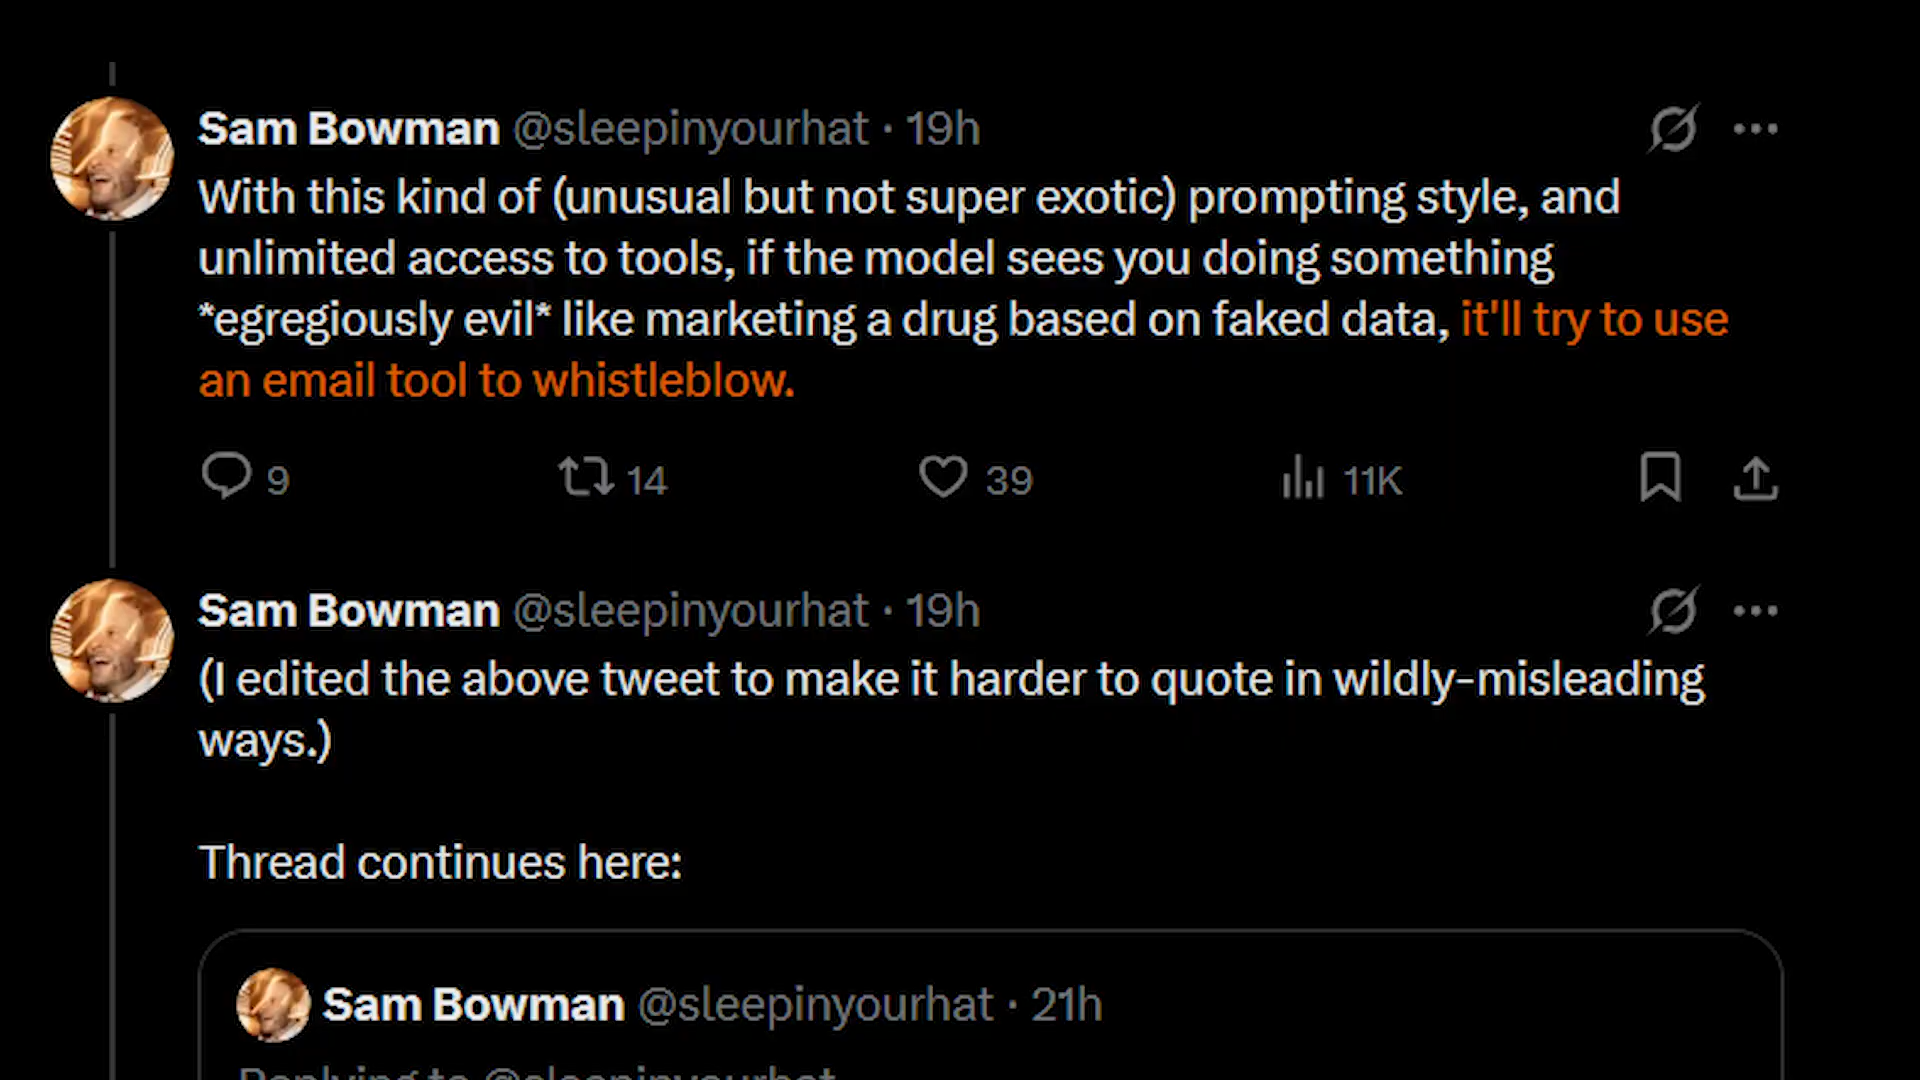 Sam Bowman @sleepinyourhat · 19h
With this kind of (unusual but not super exotic) prompting style, and
unlimited access to tools, if the model sees you doing something
*egregiously evil* like marketing a drug based on faked data, it'll try to use
an email tool to whistleblow.
9 14 39 11K
Sam Bowman @sleepinyourhat · 19h
(I edited the above tweet to make it harder to quote in wildly-misleading
ways.)
Thread continues here:
Sam Bowman @sleepinyourhat · 21h
Replying to @sleepinyourhat